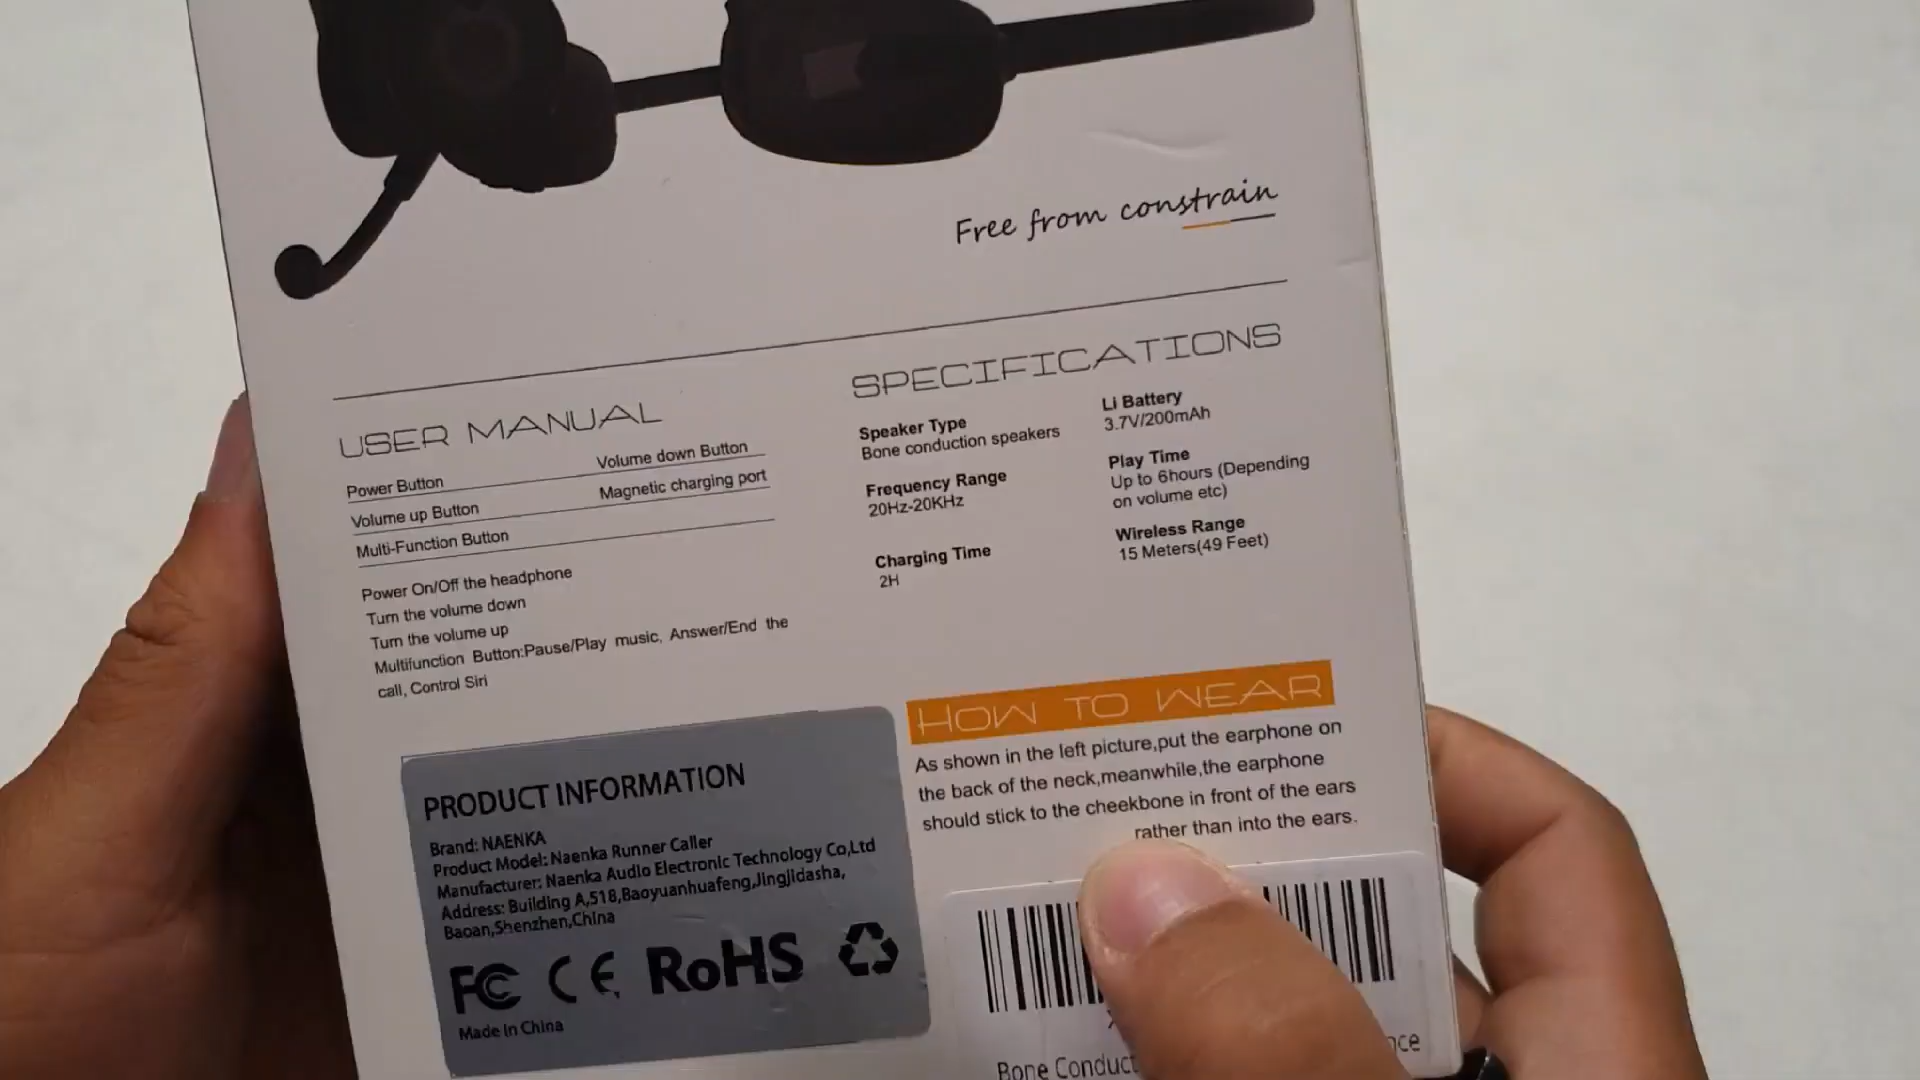 Free from constrain
USER MANUAL
Power Button
Volume down Button
Volume up Button
Magnetic charging port
Multi-Function Button
Power On/Off the headphone
Turn the volume down
Turn the volume up
Multifunction Button:Pause/Play music, Answer/End the
call, Control Siri
SPECIFICATIONS
Speaker Type
Bone conduction speakers
Frequency Range
20Hz-20KHz
Charging Time
2H
Li Battery
3.7V/200mAh
Play Time
Up to 6hours (Depending
on volume etc)
Wireless Range
15 Meters(49 Feet)
HOW TO WEAR
As shown in the left picture,put the earphone on
the back of the neck,meanwhile,the earphone
should stick to the cheekbone in front of the ears
rather than into the ears.
PRODUCT INFORMATION
Brand: NAENKA
Product Model: Naenka Runner Caller
Manufacturer: Naenka Audio Electronic Technology Co,Ltd
Address: Building A,518,Baoyuanhuafeng,Jingjidasha,
Baoan,Shenzhen,China
FC CE RoHS
Made In China
Bone Conduct